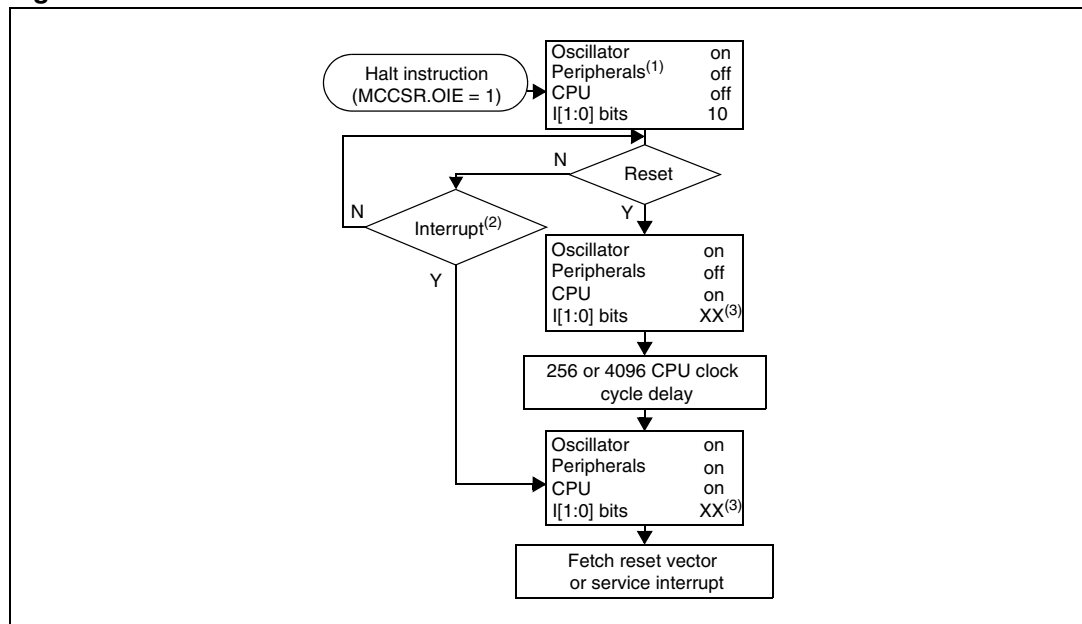 Halt instruction
(MCCSR.OIE = 1)
Oscillator on
Peripherals(1) off
CPU off
I[1:0] bits 10
N
Reset
N
Interrupt(2)
Y
Y
Oscillator on
Peripherals off
CPU on
I[1:0] bits XX(3)
256 or 4096 CPU clock
cycle delay
Oscillator on
Peripherals on
CPU on
I[1:0] bits XX(3)
Fetch reset vector
or service interrupt